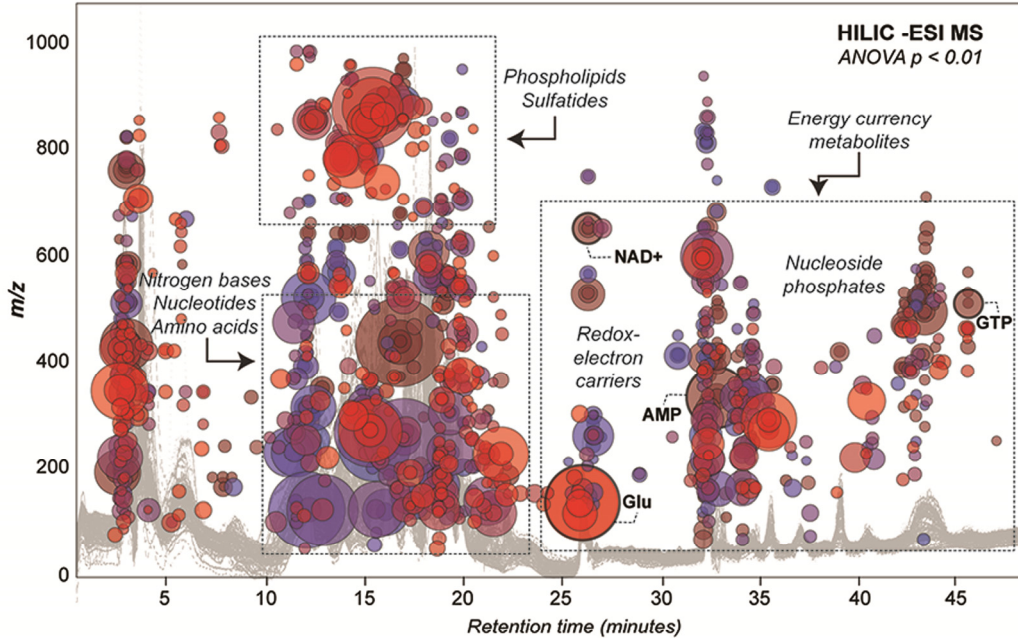 HILIC -ESI MS
ANOVA p < 0.01
Phospholipids
Sulfatides
Energy currency
metabolites
Nitrogen bases
Nucleotides
Amino acids
NAD+
Nucleoside
phosphates
GTP
Redox-
electron
carriers
AMP
Glu
m/z
1000
800
600
400
200
0
5
10
15
20
25
30
35
40
45
Retention time (minutes)